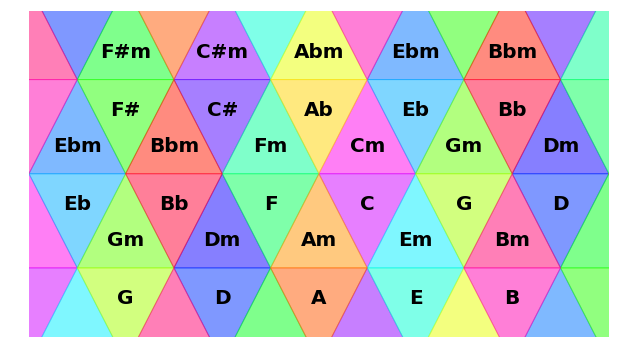 F#m C#m Abm Ebm Bbm
F# C# Ab Eb Bb
Ebm Bbm Fm Cm Gm Dm
Eb Bb F C G D
Gm Dm Am Em Bm
G D A E B